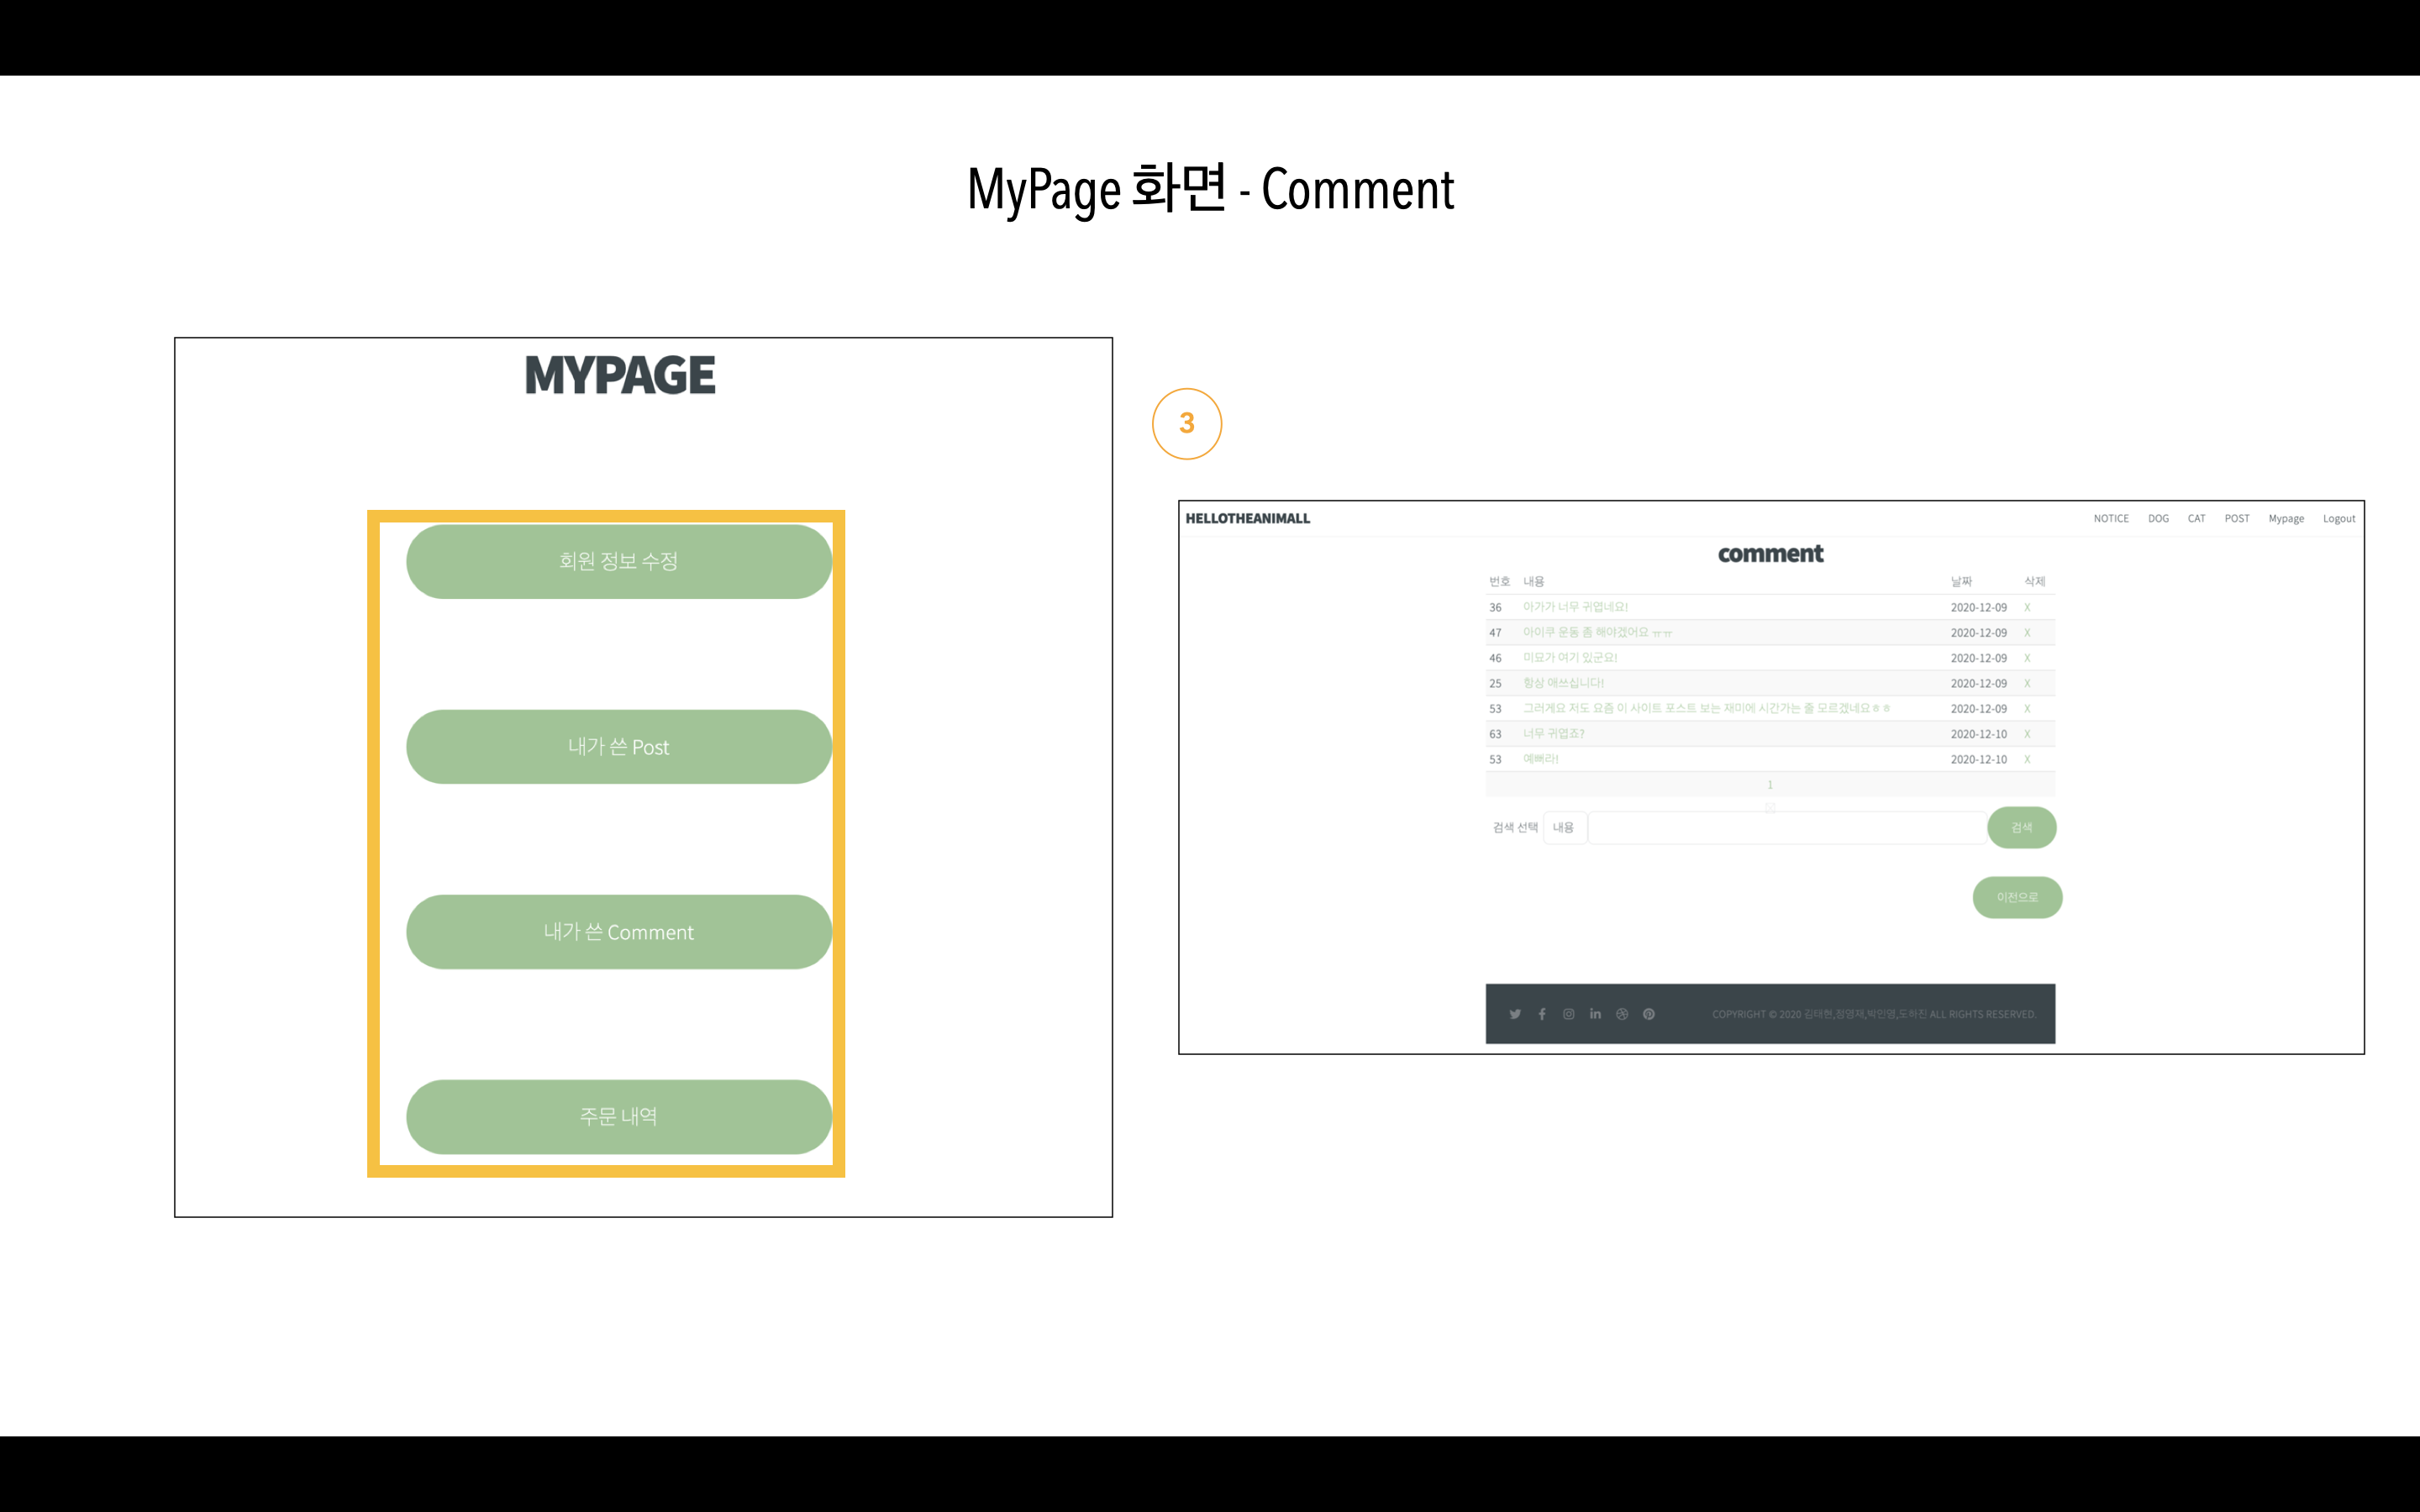 MyPage 화면 - Comment
MYPAGE
회원 정보 수정
내가 쓴 Post
내가 쓴 Comment
주문 내역
3
HELLOTHEANIMALL NOTICE DOG CAT POST Mypage Logout
comment
번호 내용 날짜 삭제
36 아가가 너무 귀엽네요! 2020-12-09 X
47 아이쿠 운동 좀 해야겠어요 ㅠㅠ 2020-12-09 X
46 미묘가 여기 있군요! 2020-12-09 X
25 항상 애쓰십니다! 2020-12-09 X
53 그러게요 저도 요즘 이 사이트 포스트 보는 재미에 시간가는 줄 모르겠네요ㅎㅎ 2020-12-09 X
63 너무 귀엽죠? 2020-12-10 X
53 예뻐라! 2020-12-10 X
1
검색 선택 내용 검색
이전으로
COPYRIGHT © 2020 김태현,정영재,박민영,도하진 ALL RIGHTS RESERVED.